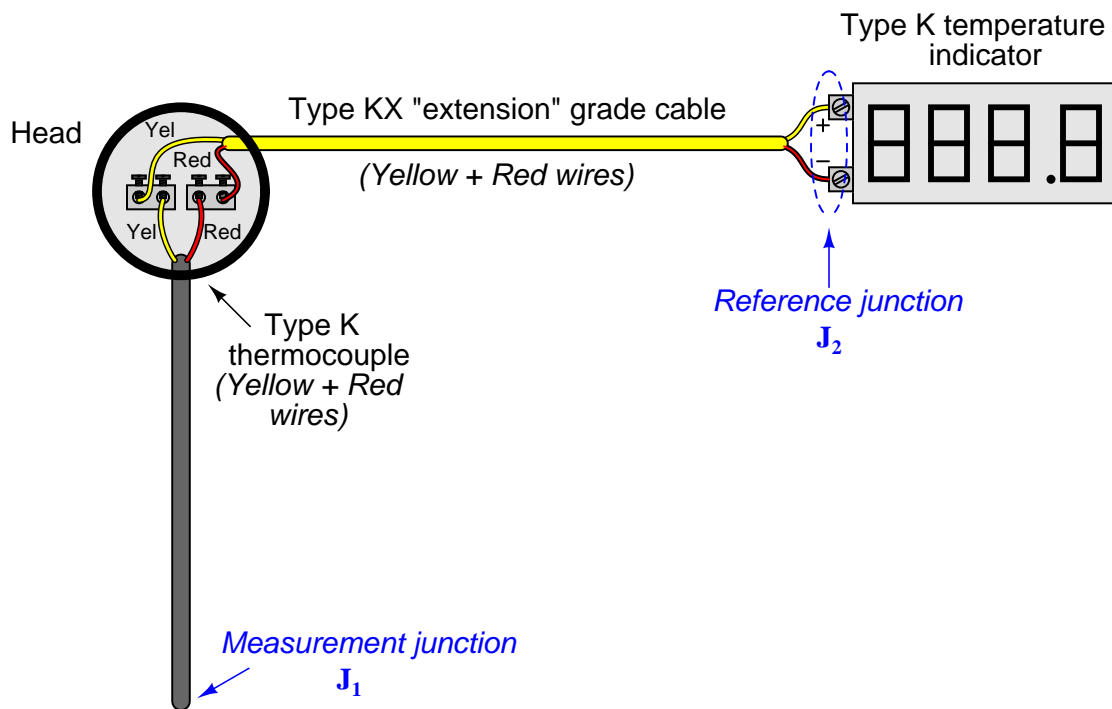 Type K temperature
indicator
Type KX "extension" grade cable
Head
Yel
Red
+
(Yellow + Red wires)
–
888.8
Yel
Red
Reference junction
J2
Type K
thermocouple
(Yellow + Red
wires)
Measurement junction
J1